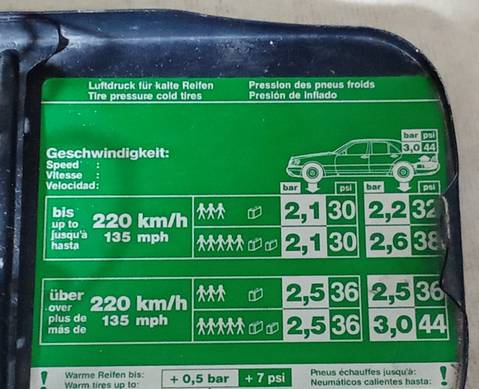 Luftdruck für kalte Reifen Pression des pneus froids
Tire pressure cold tires Presión de inflado
bar psi
3,0 44
Geschwindigkeit:
Speed :
Vitesse :
Velocidad:
bar psi bar psi
bis
up to
jusqu'à
hasta
220 km/h
135 mph
2,1 30 2,2 32
2,1 30 2,6 38
über
over
plus de
más de
220 km/h
135 mph
2,5 36 2,5 36
2,5 36 3,0 44
! Warme Reifen bis: + 0,5 bar + 7 psi Pneus échauffes jusqu'à: !
Warm tires up to: Neumáticos calientes hasta: